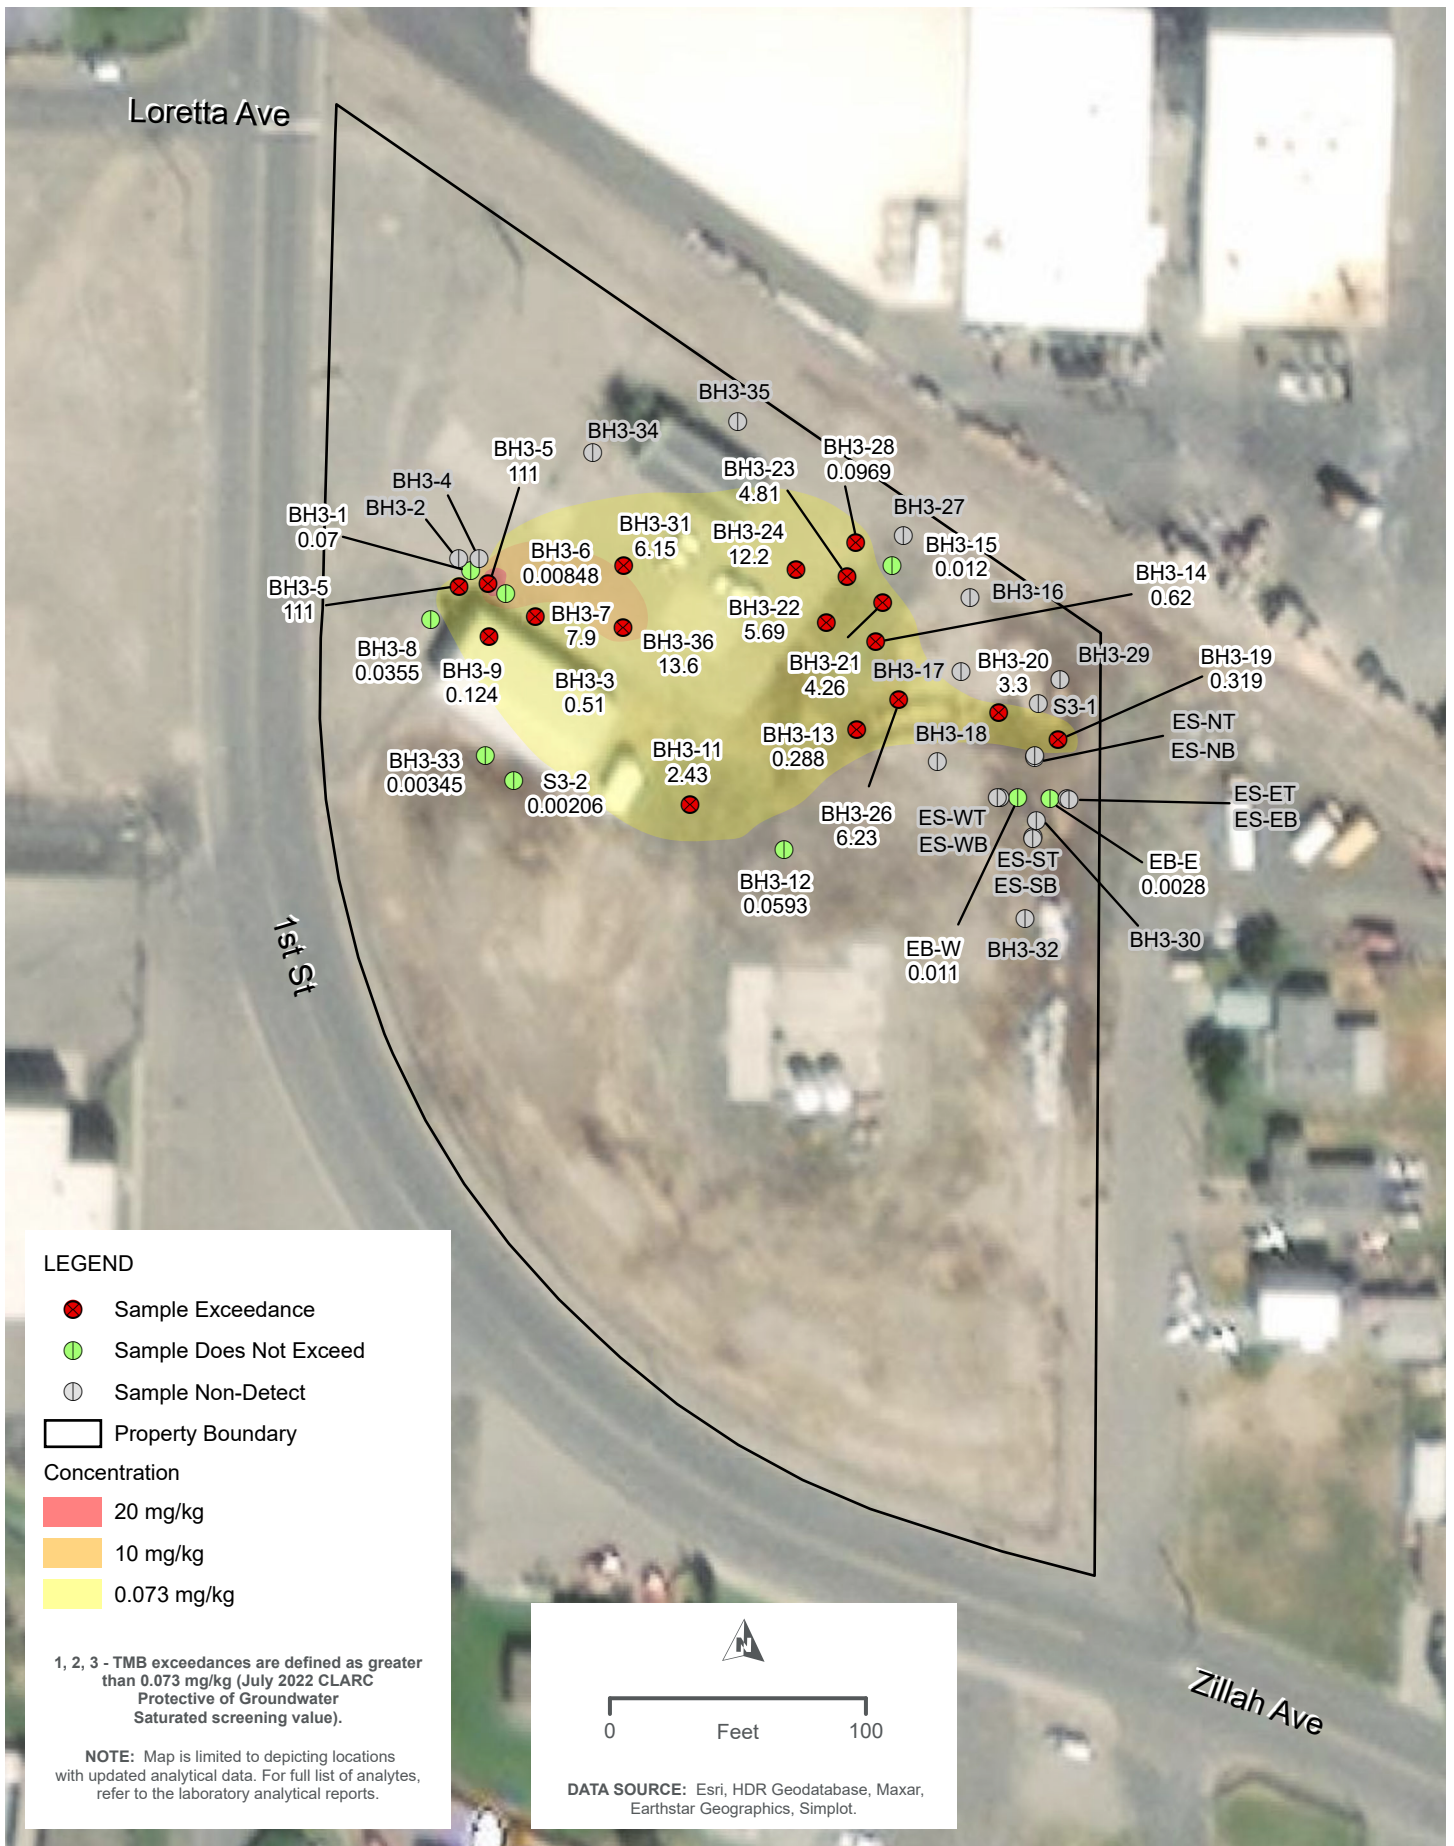 Loretta Ave
BH3-35
BH3-34
BH3-5
111
BH3-28
0.0969
BH3-23
4.81
BH3-4
BH3-2
BH3-1
0.07
BH3-27
BH3-31
6.15
BH3-24
12.2
BH3-6
0.00848
BH3-15
0.012
BH3-14
0.62
BH3-5
111
BH3-16
BH3-7
7.9
BH3-22
5.69
BH3-36
13.6
BH3-8
0.0355
BH3-9
0.124
BH3-3
0.51
BH3-21
4.26
BH3-17
BH3-20
3.3
BH3-29
BH3-19
0.319
S3-1
ES-NT
ES-NB
BH3-13
0.288
BH3-18
BH3-11
2.43
BH3-33
0.00345
S3-2
0.00206
BH3-26
6.23
ES-WT
ES-WB
ES-ET
ES-EB
ES-ST
ES-SB
EB-E
0.0028
BH3-12
0.0593
EB-W
0.011
BH3-32
BH3-30
1st St
LEGEND
Sample Exceedance
Sample Does Not Exceed
Sample Non-Detect
Property Boundary
Concentration
20 mg/kg
10 mg/kg
0.073 mg/kg
1, 2, 3 - TMB exceedances are defined as greater
than 0.073 mg/kg (July 2022 CLARC
Protective of Groundwater
Saturated screening value).
NOTE: Map is limited to depicting locations
with updated analytical data. For full list of analytes,
refer to the laboratory analytical reports.
N
0 Feet 100
DATA SOURCE: Esri, HDR Geodatabase, Maxar,
Earthstar Geographics, Simplot.
Zillah Ave